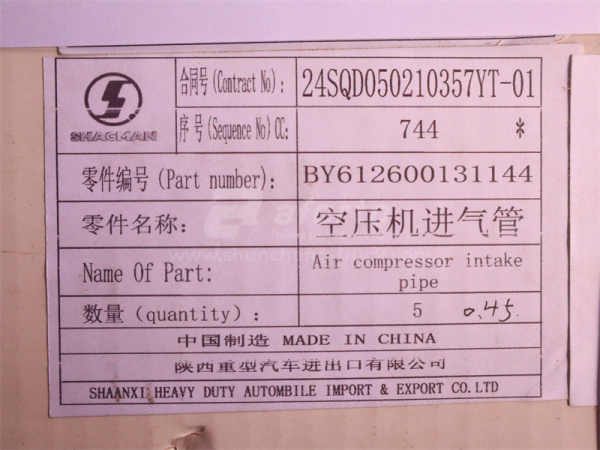 SHACMAN
合同号(Contract No): 24SQD050210357YT-01
序号(Sequence No)CC: 744 *
零件编号(Part number): BY612600131144
零件名称: 空压机进气管
Name Of Part: Air compressor intake
pipe
数量(quantity): 5 0.45
中国制造 MADE IN CHINA
陕西重型汽车进出口有限公司
SHAANXI HEAVY DUTY AUTOMBILE IMPORT & EXPORT CO.LTD